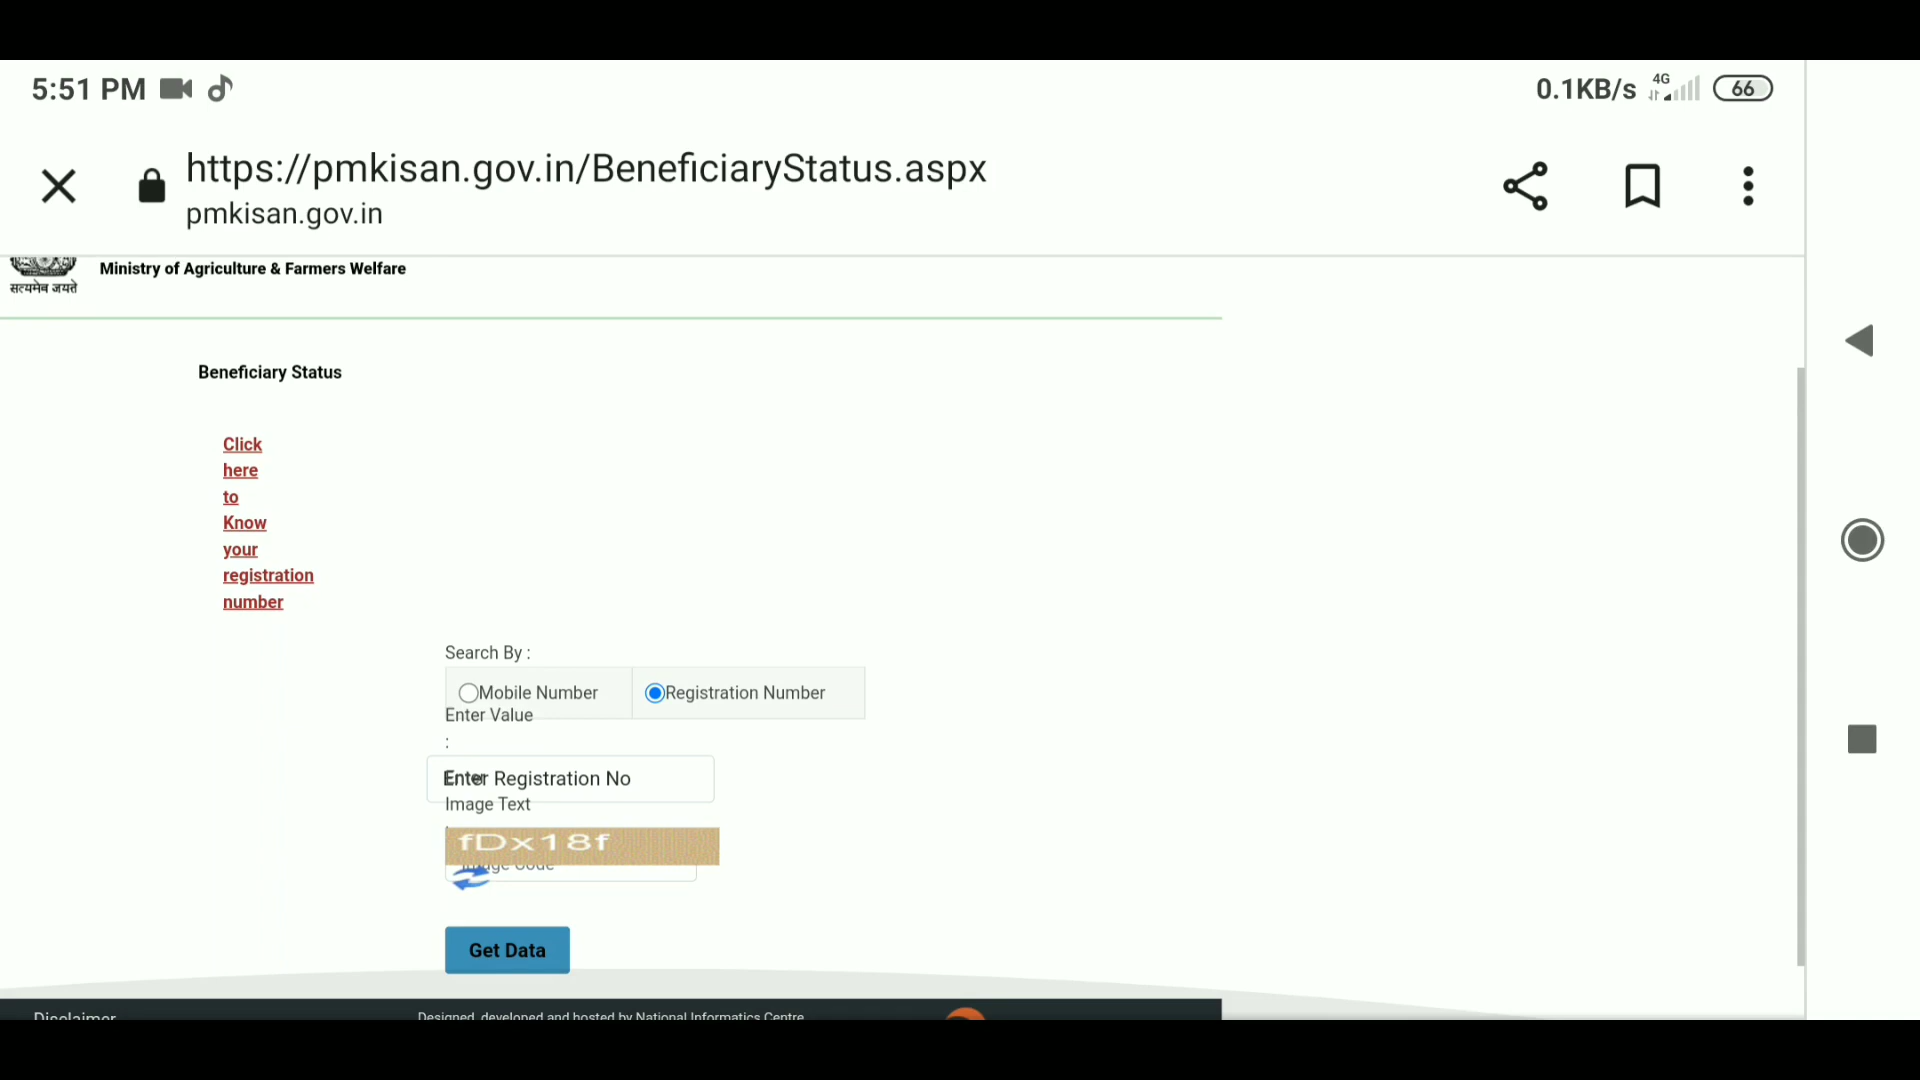 5:51 PM
0.1KB/s 4G 66
https://pmkisan.gov.in/BeneficiaryStatus.aspx
pmkisan.gov.in
सत्यमेव जयते
Ministry of Agriculture & Farmers Welfare
Beneficiary Status
Click
here
to
Know
your
registration
number
Search By :
Mobile Number Registration Number
Enter Value
:
Enter Registration No
Enter
Image Text
fDx18f
Image Code
Get Data
Disclaimer
Designed, developed and hosted by National Informatics Centre